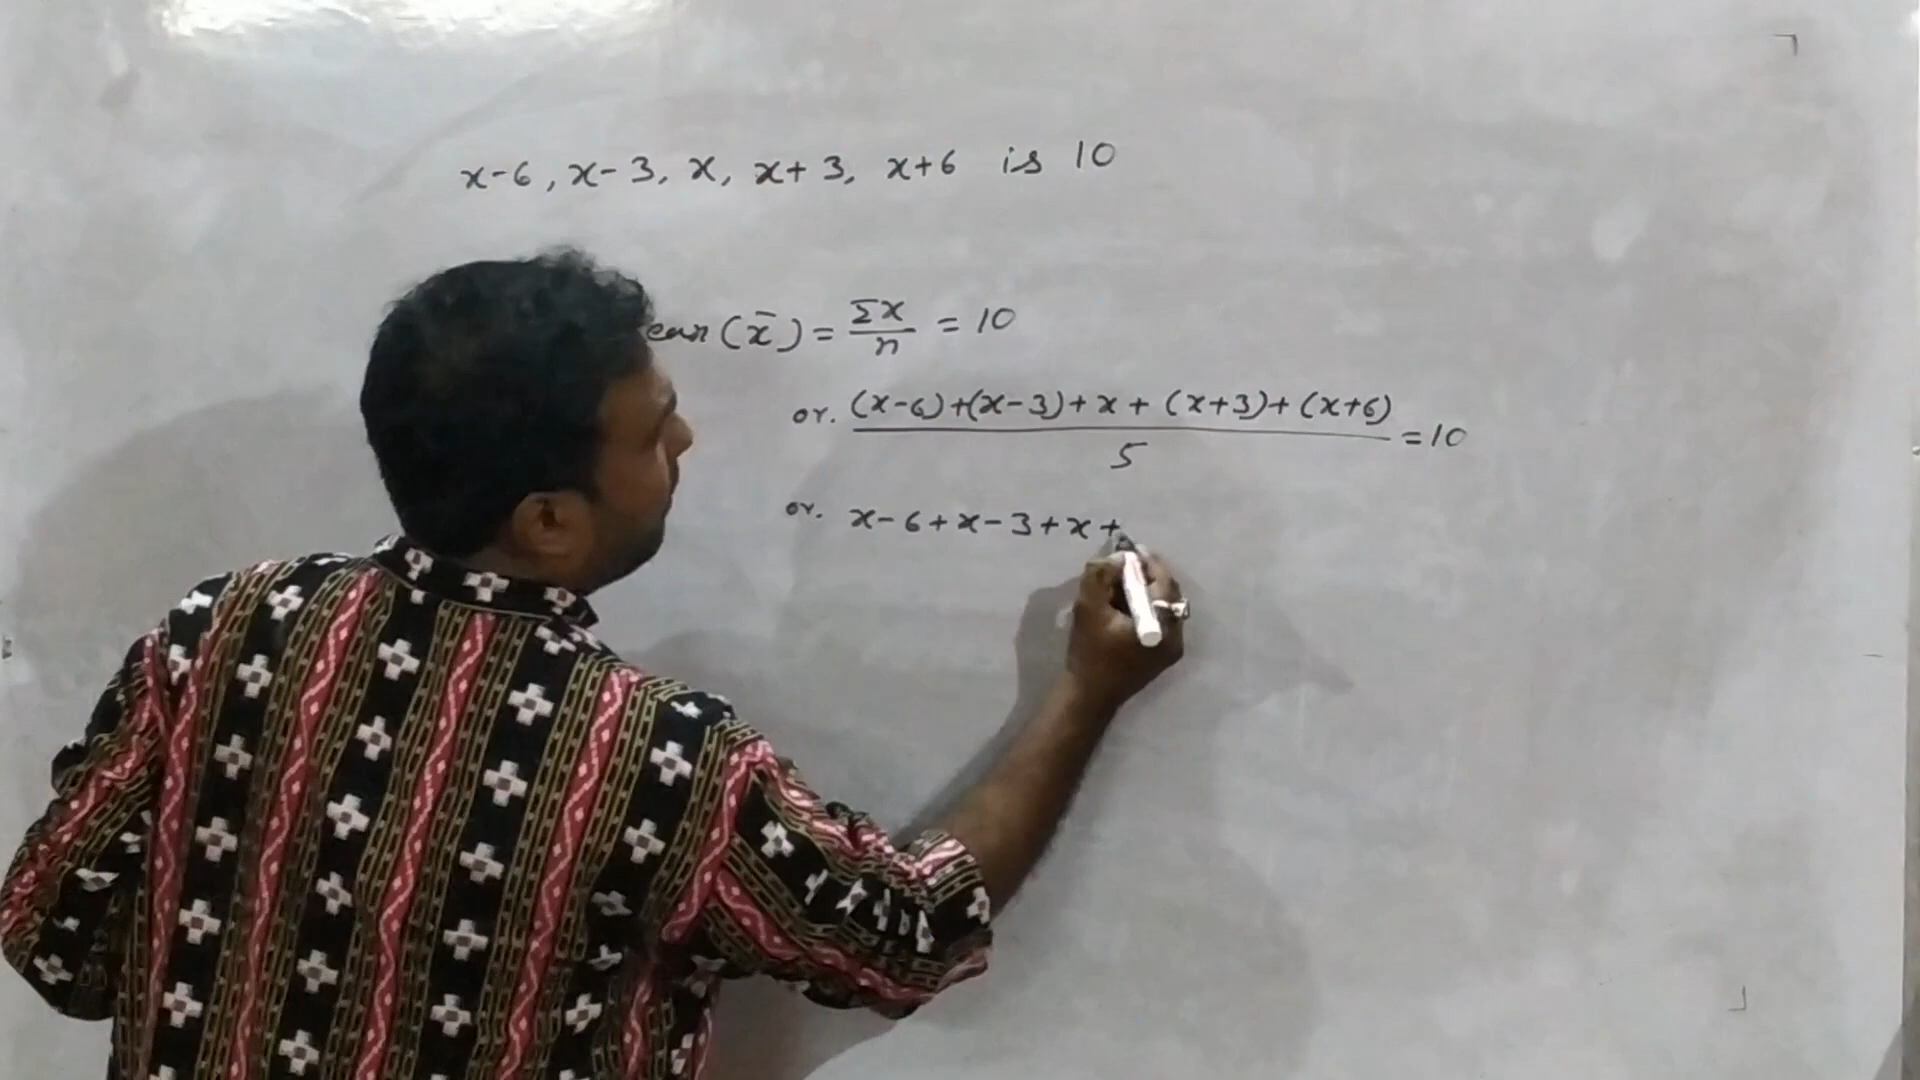 x-6, x-3, x, x+3, x+6 is 10
ean (x̄) = Σx/n = 10
or. (x-6)+(x-3)+x+(x+3)+(x+6)/5 = 10
or. x-6+x-3+x+